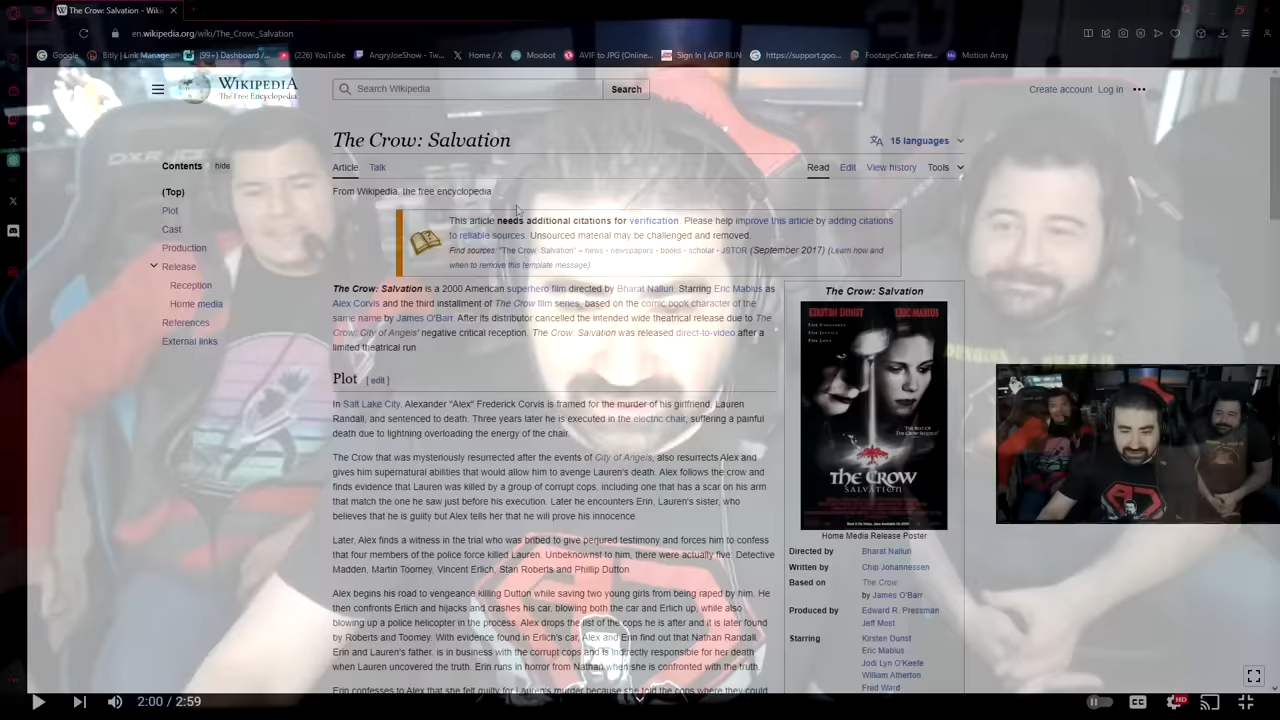 The Crow: Salvation - Wiki
en.wikipedia.org/wiki/The_Crow:_Salvation
Google
Bitly | Link Manage...
(99+) Dashboard /...
(226) YouTube
AngryJoeShow - Tw...
Home / X
Moobot
AVIF to JPG (Online...
Sign In | ADP RUN
https://support.goo...
FootageCrate: Free...
Motion Array
WIKIPEDIA
The Free Encyclopedia
Search Wikipedia
Search
Create account Log in
The Crow: Salvation
15 languages
Contents hide
Article Talk
Read Edit View history Tools
(Top)
Plot
Cast
Production
Release
Reception
Home media
References
External links
From Wikipedia, the free encyclopedia
This article needs additional citations for verification. Please help improve this article by adding citations
to reliable sources. Unsourced material may be challenged and removed.
Find sources: "The Crow: Salvation" – news · newspapers · books · scholar · JSTOR (September 2017) (Learn how and
when to remove this template message)
The Crow: Salvation is a 2000 American superhero film directed by Bharat Nalluri. Starring Eric Mabius as
Alex Corvis and the third installment of The Crow film series, based on the comic book character of the
same name by James O'Barr. After its distributor cancelled the intended wide theatrical release due to The
Crow: City of Angels' negative critical reception. The Crow: Salvation was released direct-to-video after a
limited theatrical run
Plot [ edit ]
In Salt Lake City, Alexander "Alex" Frederick Corvis is framed for the murder of his girlfriend, Lauren
Randall, and sentenced to death. Three years later he is executed in the electric chair, suffering a painful
death due to lightning overloading the energy of the chair.
The Crow that was mysteriously resurrected after the events of City of Angels, also resurrects Alex and
gives him supernatural abilities that would allow him to avenge Lauren's death. Alex follows the crow and
finds evidence that Lauren was killed by a group of corrupt cops, including one that has a scar on his arm
that match the one he saw just before his execution. Later he encounters Erin, Lauren's sister, who
believes that he is guilty but Alex tells her that he will prove his innocence
Later, Alex finds a witness in the trial who was bribed to give perjured testimony and forces him to confess
that four members of the police force killed Lauren. Unbeknownst to him, there were actually five: Detective
Madden, Martin Toomey, Vincent Erlich, Stan Roberts and Phillip Dutton
Alex begins his road to vengeance killing Dutton while saving two young girls from being raped by him. He
then confronts Erlich and hijacks and crashes his car, blowing both the car and Erlich up, while also
blowing up a police helicopter in the process. Alex drops the list of the cops he is after and it is later found
by Roberts and Toomey. With evidence found in Erlich's car, Alex and Erin find out that Nathan Randall
Erin and Lauren's father, is in business with the corrupt cops and is indirectly responsible for her death
when Lauren uncovered the truth. Erin runs in horror from Nathan when she is confronted with the truth.
Erin confesses to Alex that she felt guilty for Lauren's murder because she told the cops where they could
The Crow: Salvation
KIRSTEN DUNST ERIC MABIUS
FOR VENGEANCE
FOR JUSTICE
FOR LOVE
THE CROW
SALVATION
Home Media Release Poster
Directed by Bharat Nalluri
Written by Chip Johannessen
Based on The Crow
by James O'Barr
Produced by Edward R. Pressman
Jeff Most
Starring Kirsten Dunst
Eric Mabius
Jodi Lyn O'Keefe
William Atherton
Fred Ward
2:00 / 2:59
CC
HD